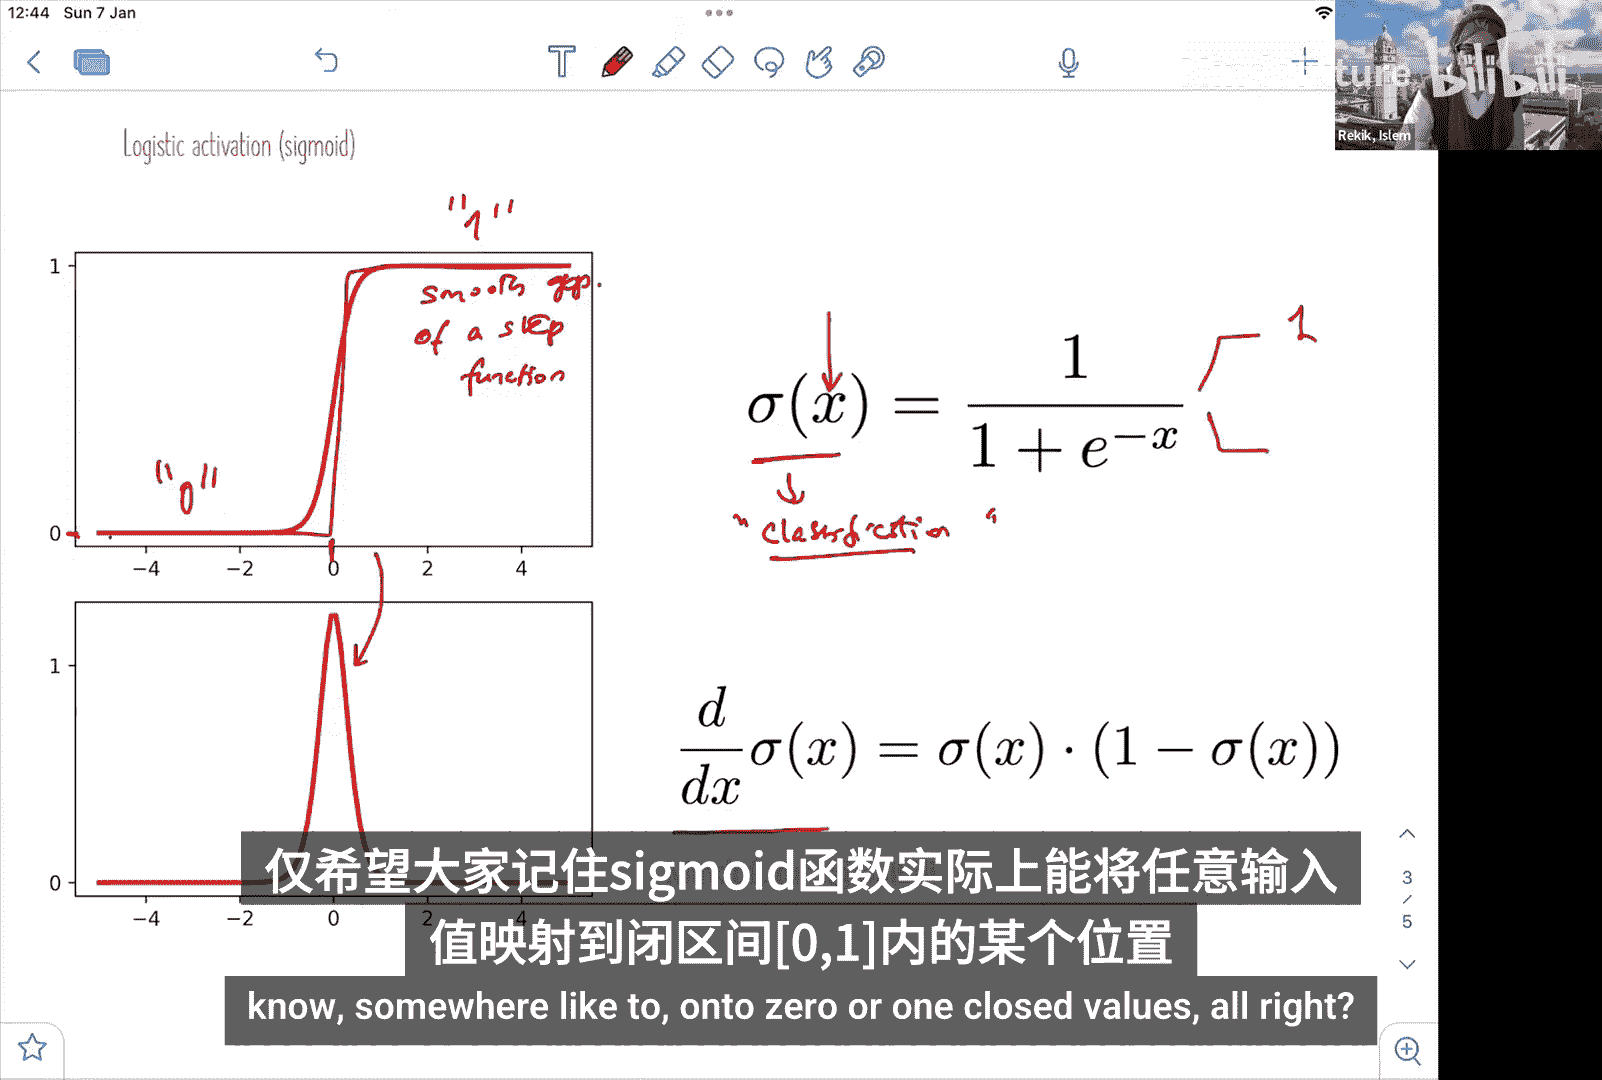 12:44 Sun 7 Jan
ture
bilibili
Rekik, Islem
Logistic activation (sigmoid)
"1"
1
smooth app.
of a step
function
"0"
0
−4 −2 0 2 4
σ(x) = 1 / (1 + e^{−x})
1
"classification"
1
0
−4 −2 0 2 4
d/dx σ(x) = σ(x) · (1 − σ(x))
3
/
5
仅希望大家记住sigmoid函数实际上能将任意输入
值映射到闭区间[0,1]内的某个位置
know, somewhere like to, onto zero or one closed values, all right?